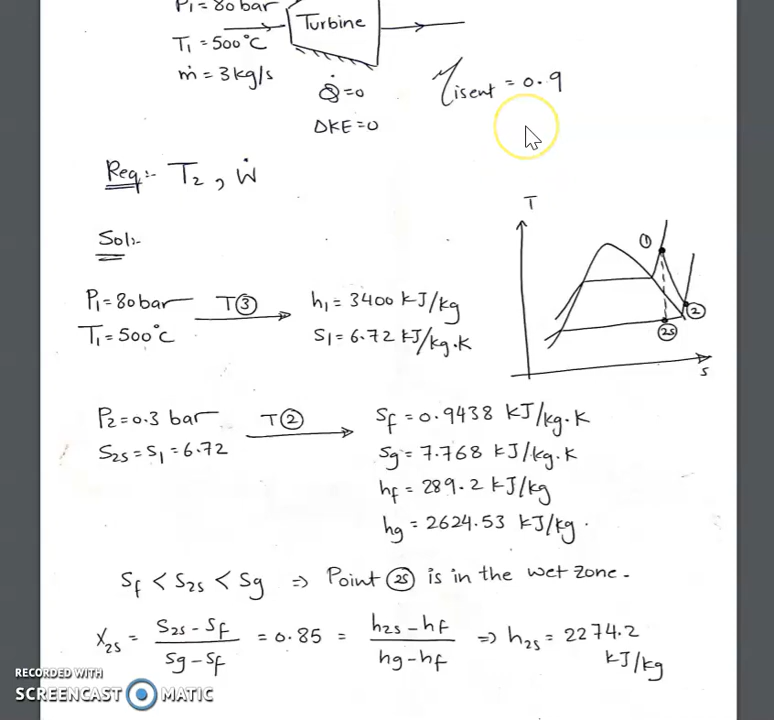 P₁ = 80 bar
Turbine
T₁ = 500°C
ṁ = 3 kg/s
η isent = 0.9
Q̇ = 0
ΔKE = 0
Req:- T₂ , Ẇ
T
Sol:-
①
P₁ = 80 bar T③ h₁ = 3400 kJ/kg
T₁ = 500°C S₁ = 6.72 kJ/kg.K
②
2s
s
P₂ = 0.3 bar T② Sf = 0.9438 kJ/kg.K
S2s = S₁ = 6.72 Sg = 7.768 kJ/kg.K
hf = 289.2 kJ/kg
hg = 2624.53 kJ/kg.
Sf < S2s < Sg => Point 2s is in the wet zone.
X2s = (S2s - Sf)/(Sg - Sf) = 0.85 = (h2s - hf)/(hg - hf) => h2s = 2274.2
kJ/kg
RECORDED WITH
SCREENCAST MATIC